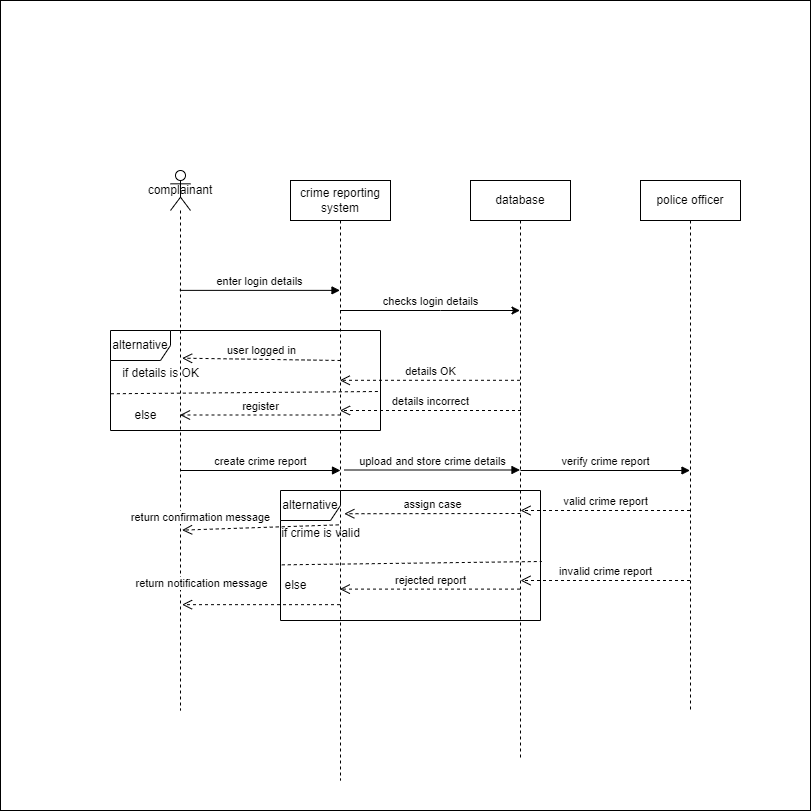 complainant
crime reporting
system
database
police officer
enter login details
checks login details
alternative
user logged in
if details is OK
details OK
details incorrect
register
else
create crime report
upload and store crime details
verify crime report
alternative
assign case
valid crime report
return confirmation message
if crime is valid
invalid crime report
return notification message
else
rejected report